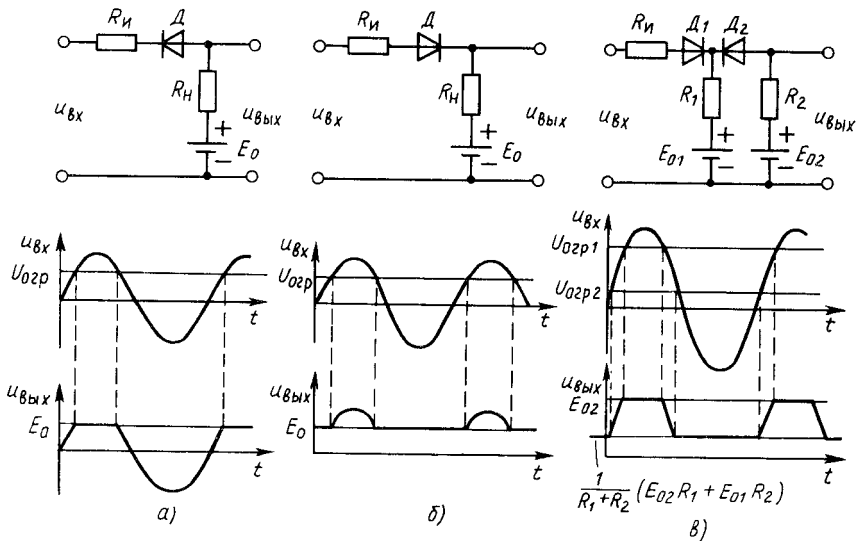 Rи Д
Rн
uвх
uвых
+
−
E₀
Rи Д
Rн
uвх
uвых
+
−
E₀
Rи Д₁ Д₂
R₁ R₂
uвх
uвых
+ +
− −
E₀₁ E₀₂
uвх
Uогр
t
uвх
Uогр
t
uвх
Uогр1
Uогр2
t
uвых
E₀
t
uвых
E₀
t
uвых
E₀₂
t
1/(R₁+R₂) (E₀₂R₁+E₀₁R₂)
а) б) в)